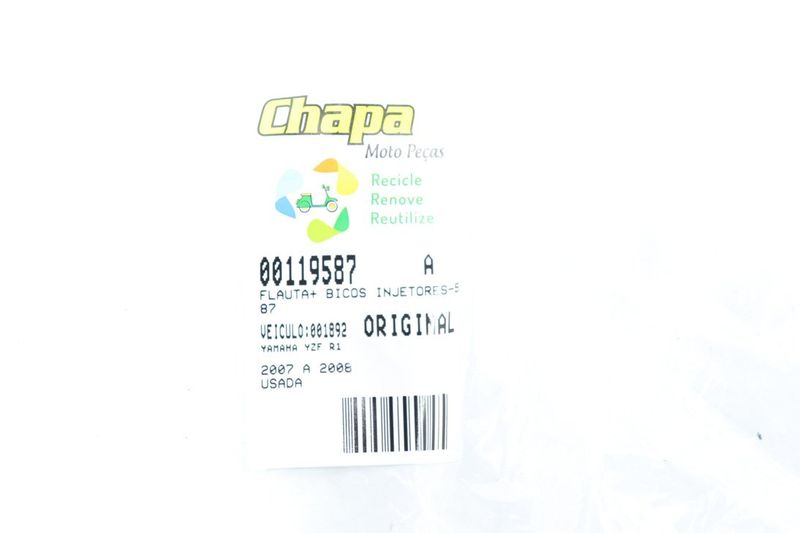 Chapa
Moto Peças
Recicle
Renove
Reutilize
00119587 A
FLAUTA+ BICOS INJETORES-5
87
VEICULO:001892 ORIGINAL
YAMAHA YZF R1
2007 A 2008
USADA